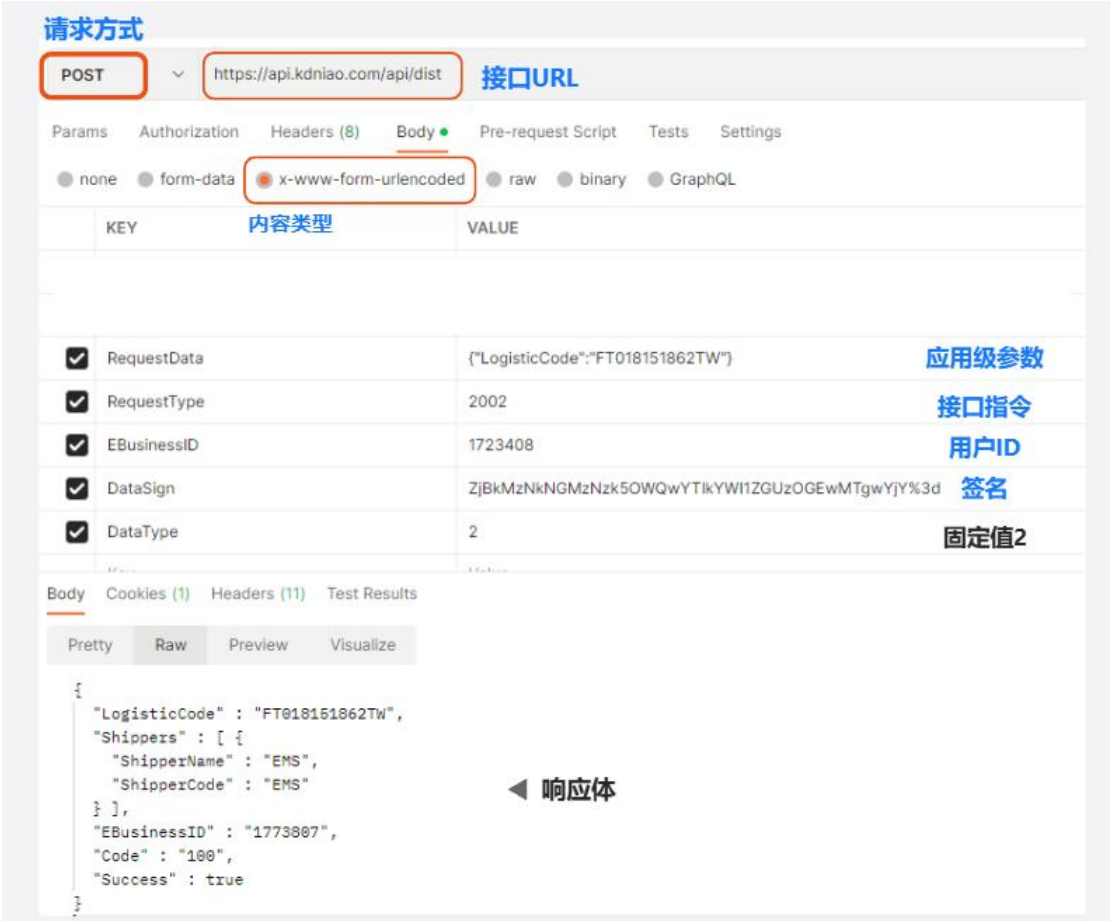 请求方式
POST https://api.kdniao.com/api/dist 接口URL
Params Authorization Headers (8) Body Pre-request Script Tests Settings
none form-data x-www-form-urlencoded raw binary GraphQL
KEY 内容类型 VALUE
RequestData {"LogisticCode":"FT018151862TW"} 应用级参数
RequestType 2002 接口指令
EBusinessID 1723408 用户ID
DataSign ZjBkMzNkNGMzNzk5OWQwYTlkYWI1ZGUzOGEwMTgwYjY%3d 签名
DataType 2 固定值2
Body Cookies (1) Headers (11) Test Results
Pretty Raw Preview Visualize
{
"LogisticCode" : "FT018151862TW",
"Shippers" : [ {
"ShipperName" : "EMS",
"ShipperCode" : "EMS"
} ],
"EBusinessID" : "1773807",
"Code" : "100",
"Success" : true
}
响应体